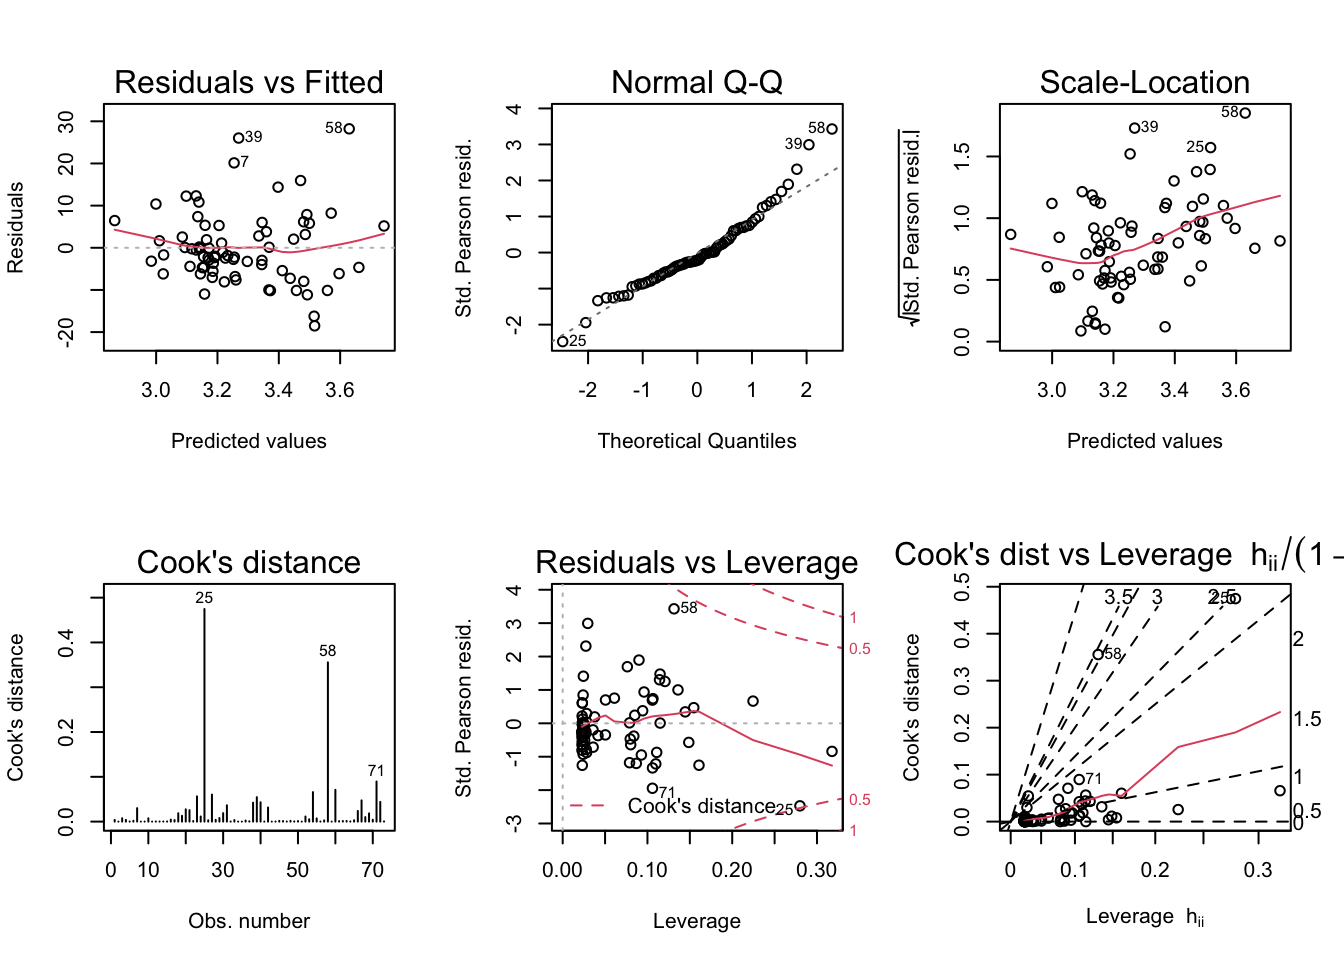 Residuals vs Fitted
Residuals
30
20
10
0
-20
39
58
7
3.0 3.2 3.4 3.6
Predicted values
Normal Q-Q
Std. Pearson resid.
4
3
2
1
0
-2
58
39
25
-2 -1 0 1 2
Theoretical Quantiles
Scale-Location
√|Std. Pearson resid.|
1.5
1.0
0.5
0.0
58
39
25
3.0 3.2 3.4 3.6
Predicted values
Cook's distance
Cook's distance
0.4
0.2
0.0
25
58
71
0 10 30 50 70
Obs. number
Residuals vs Leverage
Std. Pearson resid.
4
3
2
1
0
-1
-3
58
71
25
Cook's distance
1
0.5
0.5
1
0.00 0.10 0.20 0.30
Leverage
Cook's dist vs Leverage hii/(1 −
Cook's distance
0.5
0.4
0.3
0.2
0.1
0.0
3.5 3 2.5
25
58
71
2
1.5
1
0.5
0
0 0.1 0.2 0.3
Leverage hii